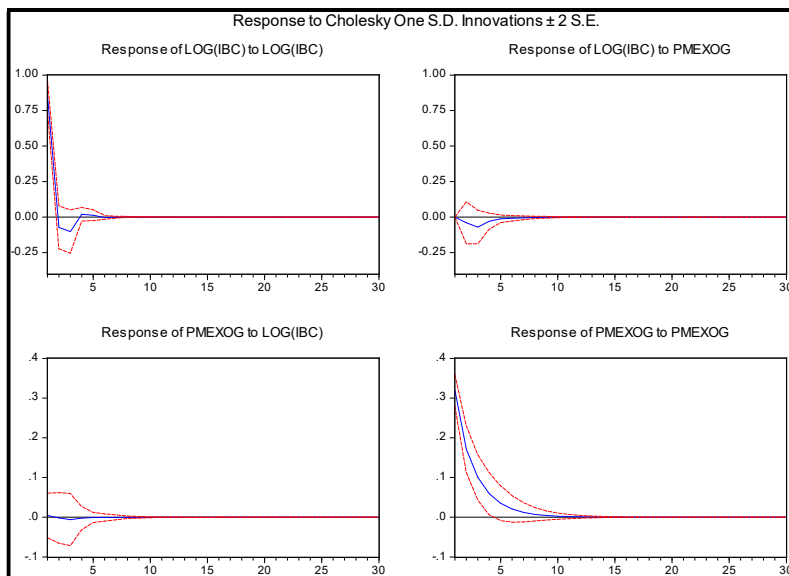 Response to Cholesky One S.D. Innovations ± 2 S.E.
Response of LOG(IBC) to LOG(IBC)
1.00
0.75
0.50
0.25
0.00
-0.25
5 10 15 20 25 30
Response of LOG(IBC) to PMEXOG
1.00
0.75
0.50
0.25
0.00
-0.25
5 10 15 20 25 30
Response of PMEXOG to LOG(IBC)
.4
.3
.2
.1
.0
-.1
5 10 15 20 25 30
Response of PMEXOG to PMEXOG
.4
.3
.2
.1
.0
-.1
5 10 15 20 25 30